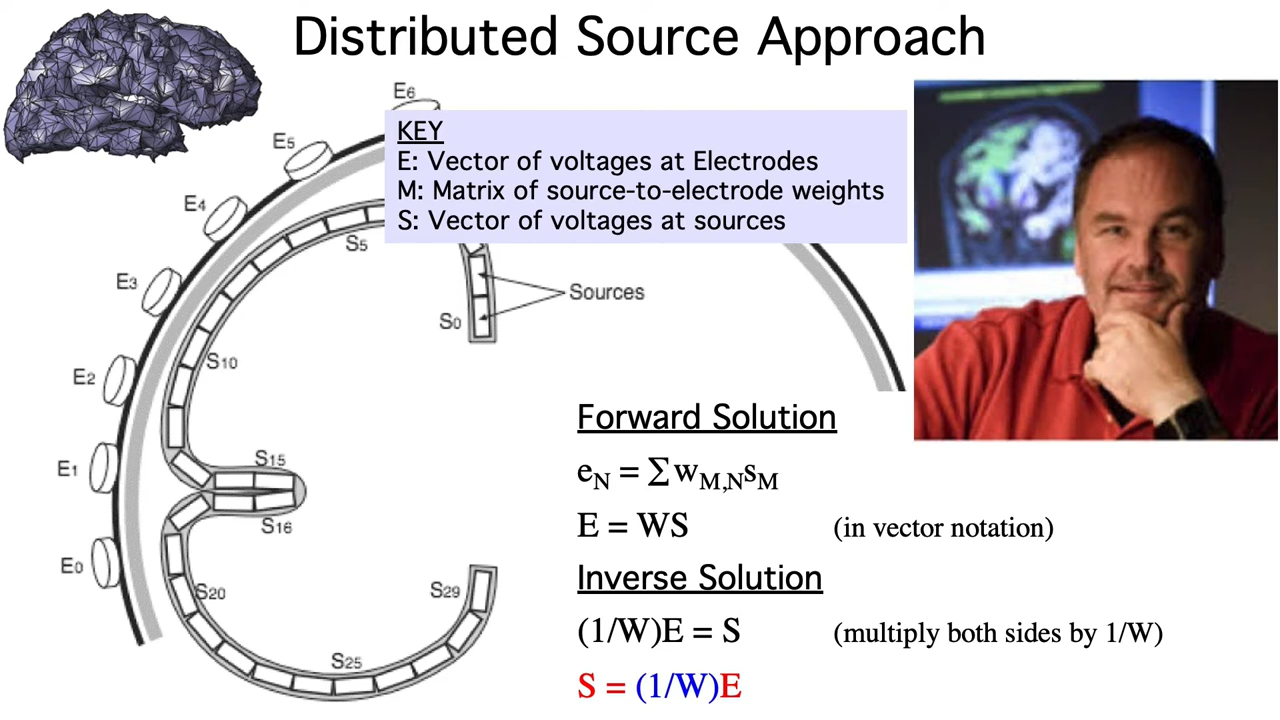 Distributed Source Approach
E6
E5
E4
E3
E2
E1
E0
KEY
E: Vector of voltages at Electrodes
M: Matrix of source-to-electrode weights
S: Vector of voltages at sources
S5
Sources
S0
S10
S15
S16
S20
S29
S25
Forward Solution
eN = ΣwM,NsM
E = WS (in vector notation)
Inverse Solution
(1/W)E = S (multiply both sides by 1/W)
S = (1/W)E